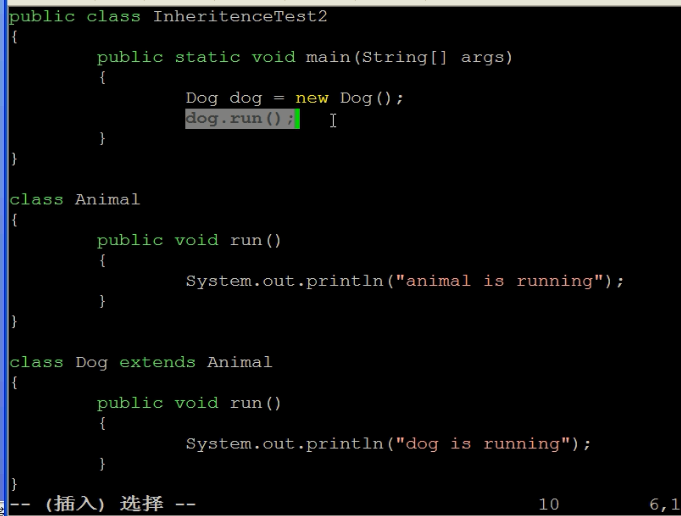 public class InheritenceTest2
{
public static void main(String[] args)
{
Dog dog = new Dog();
dog.run();
}
}
class Animal
{
public void run()
{
System.out.println("animal is running");
}
}
class Dog extends Animal
{
public void run()
{
System.out.println("dog is running");
}
}
-- (插入) 选择 -- 10 6,1